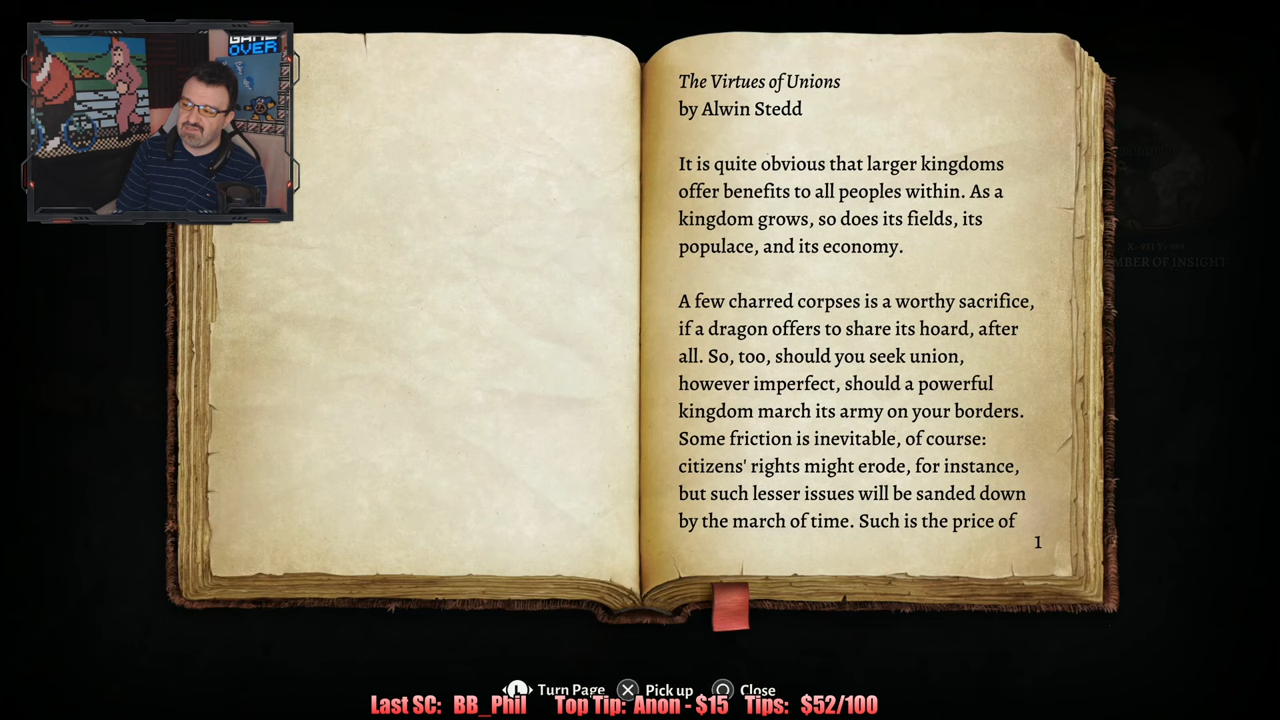 GAME
OVER
The Virtues of Unions
by Alwin Stedd
It is quite obvious that larger kingdoms
offer benefits to all peoples within. As a
kingdom grows, so does its fields, its
populace, and its economy.
A few charred corpses is a worthy sacrifice,
if a dragon offers to share its hoard, after
all. So, too, should you seek union,
however imperfect, should a powerful
kingdom march its army on your borders.
Some friction is inevitable, of course:
citizens' rights might erode, for instance,
but such lesser issues will be sanded down
by the march of time. Such is the price of
1
MBER OF INSIGHT
L Turn Page Pick up Close
Last SC: BB_Phil Top Tip: Anon - $15 Tips: $52/100